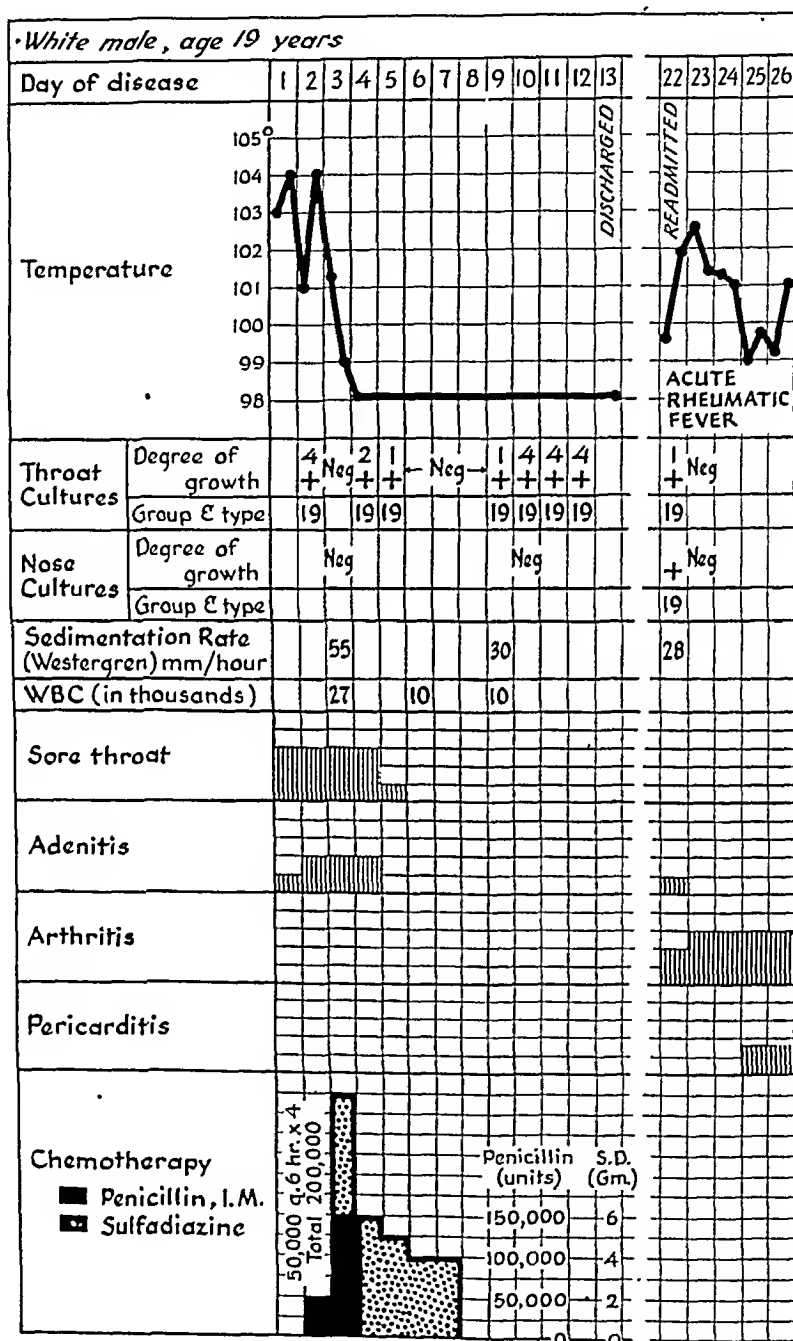 White male, age 19 years
Day of disease 1 2 3 4 5 6 7 8 9 10 11 12 13 22 23 24 25 26
DISCHARGED
READMITTED
Temperature
105°
104
103
102
101
100
99
98
ACUTE
RHEUMATIC
FEVER
Throat
Cultures
Degree of
growth
4+ Neg 2+ 1+ ←Neg→ 1+ 4+ 4+ 4+ 1+ Neg
Group & type 19 19 19 19 19 19 19 19
Nose
Cultures
Degree of
growth
Neg Neg + Neg
Group & type 19
Sedimentation Rate
(Westergren) mm/hour 55 30 28
WBC (in thousands) 27 10 10
Sore throat
Adenitis
Arthritis
Pericarditis
Chemotherapy
Penicillin, I.M.
Sulfadiazine
50,000 q.6 hr. x 4
Total 200,000
Penicillin S.D.
(units) (Gm.)
150,000 6
100,000 4
50,000 2
0 0